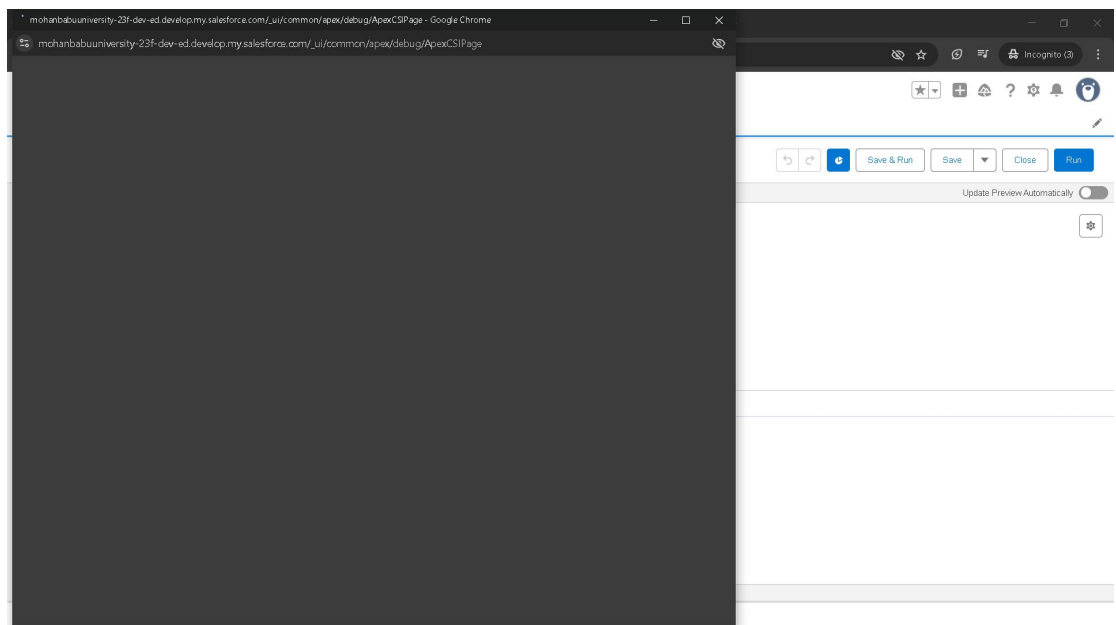 mohanbabuuniversity-23f-dev-ed.develop.my.salesforce.com/_ui/common/apex/debug/ApexCSIPage - Google Chrome
mohanbabuuniversity-23f-dev-ed.develop.my.salesforce.com/_ui/common/apex/debug/ApexCSIPage
Incognito (3)
Save & Run
Save
Close
Run
Update Preview Automatically